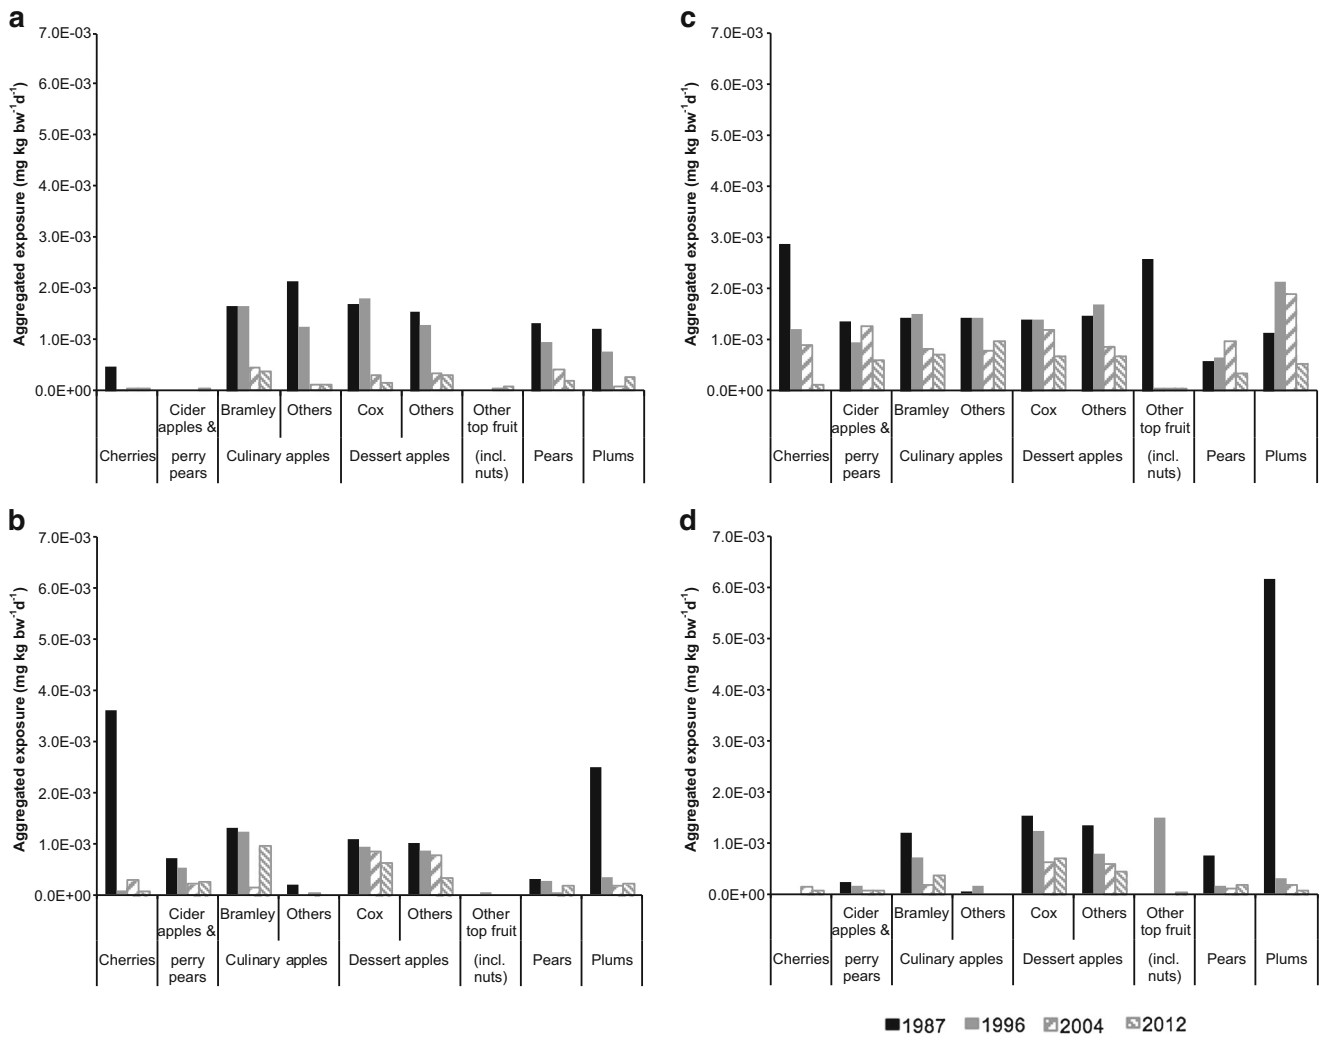 a
Aggregated exposure (mg kg bw⁻¹d⁻¹)
7.0E-03
6.0E-03
5.0E-03
4.0E-03
3.0E-03
2.0E-03
1.0E-03
0.0E+00
Cider Bramley Others Cox Others Other
apples & top fruit
Cherries perry Culinary apples Dessert apples (incl. Pears Plums
pears nuts)
c
Aggregated exposure (mg kg bw⁻¹d⁻¹)
7.0E-03
6.0E-03
5.0E-03
4.0E-03
3.0E-03
2.0E-03
1.0E-03
0.0E+00
Cider Bramley Others Cox Others Other
apples & top fruit
Cherries perry Culinary apples Dessert apples (incl. Pears Plums
pears nuts)
b
Aggregated exposure (mg kg bw⁻¹d⁻¹)
7.0E-03
6.0E-03
5.0E-03
4.0E-03
3.0E-03
2.0E-03
1.0E-03
0.0E+00
Cider Bramley Others Cox Others Other
apples & top fruit
Cherries perry Culinary apples Dessert apples (incl. Pears Plums
pears nuts)
d
Aggregated exposure (mg kg bw⁻¹d⁻¹)
7.0E-03
6.0E-03
5.0E-03
4.0E-03
3.0E-03
2.0E-03
1.0E-03
0.0E+00
Cider Bramley Others Cox Others Other
apples & top fruit
Cherries perry Culinary apples Dessert apples (incl. Pears Plums
pears nuts)
1987 1996 2004 2012